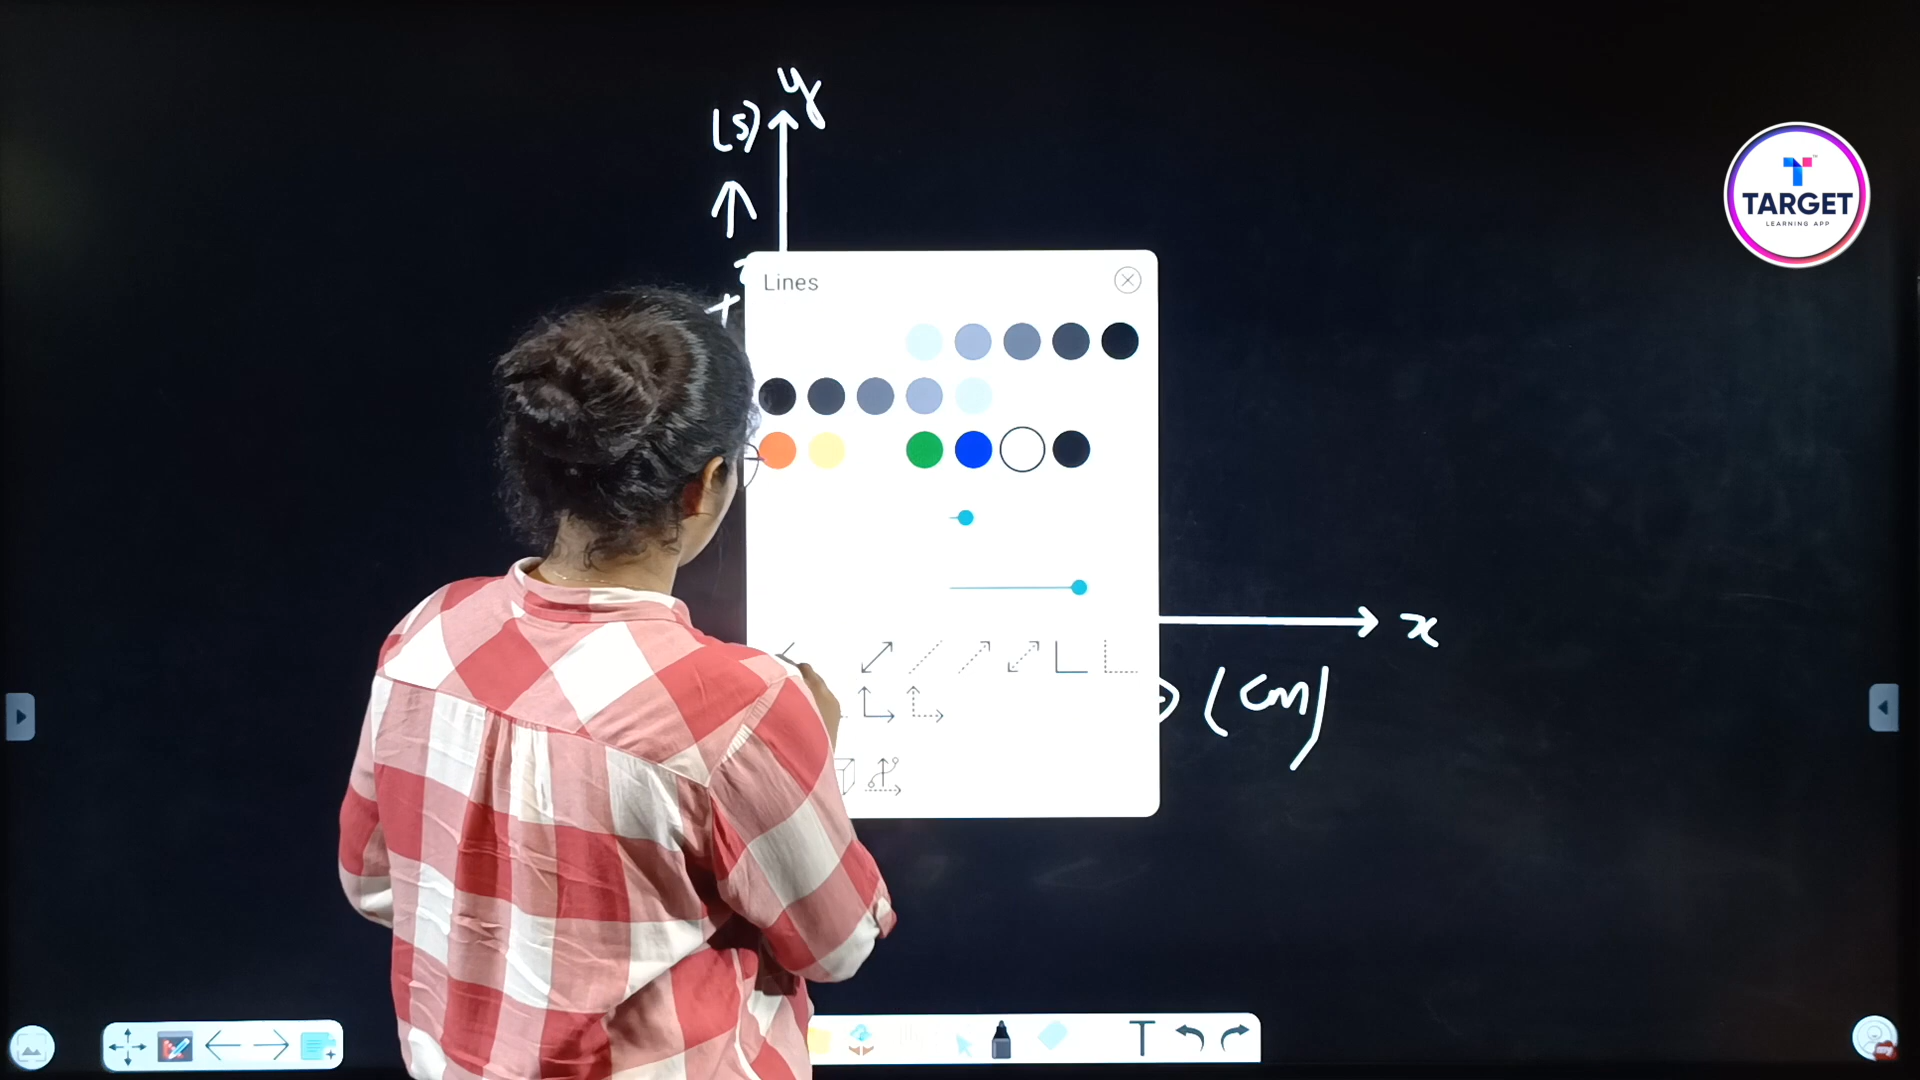 y
(s)
TARGET
LEARNING APP
Lines
x
(cm)
T